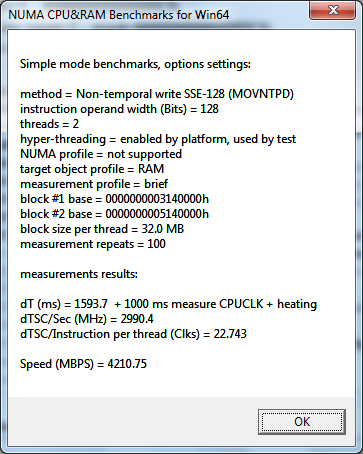 NUMA CPU&RAM Benchmarks for Win64
Simple mode benchmarks, options settings:
method = Non-temporal write SSE-128 (MOVNTPD)
instruction operand width (Bits) = 128
threads = 2
hyper-threading = enabled by platform, used by test
NUMA profile = not supported
target object profile = RAM
measurement profile = brief
block #1 base = 0000000003140000h
block #2 base = 0000000005140000h
block size per thread = 32.0 MB
measurement repeats = 100
measurements results:
dT (ms) = 1593.7  + 1000 ms measure CPUCLK + heating
dTSC/Sec (MHz) = 2990.4
dTSC/Instruction per thread (Clks) = 22.743
Speed (MBPS) = 4210.75
OK